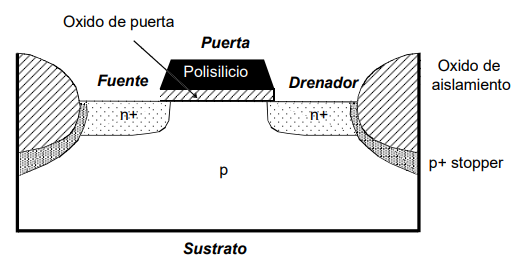 Oxido de puerta
Puerta
Polisilicio
Oxido de
aislamiento
Fuente
Drenador
n+
n+
p+ stopper
p
Sustrato